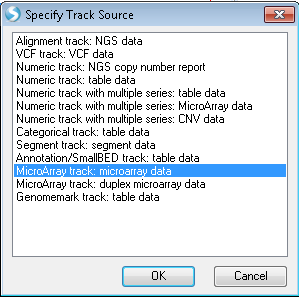 Specify Track Source
Alignment track: NGS data
VCF track: VCF data
Numeric track: NGS copy number report
Numeric track: table data
Numeric track with multiple series: table data
Numeric track with multiple series: MicroArray data
Numeric track with multiple series: CNV data
Categorical track: table data
Segment track: segment data
Annotation/SmallBED track: table data
MicroArray track: microarray data
MicroArray track: duplex microarray data
Genomemark track: table data
OK
Cancel